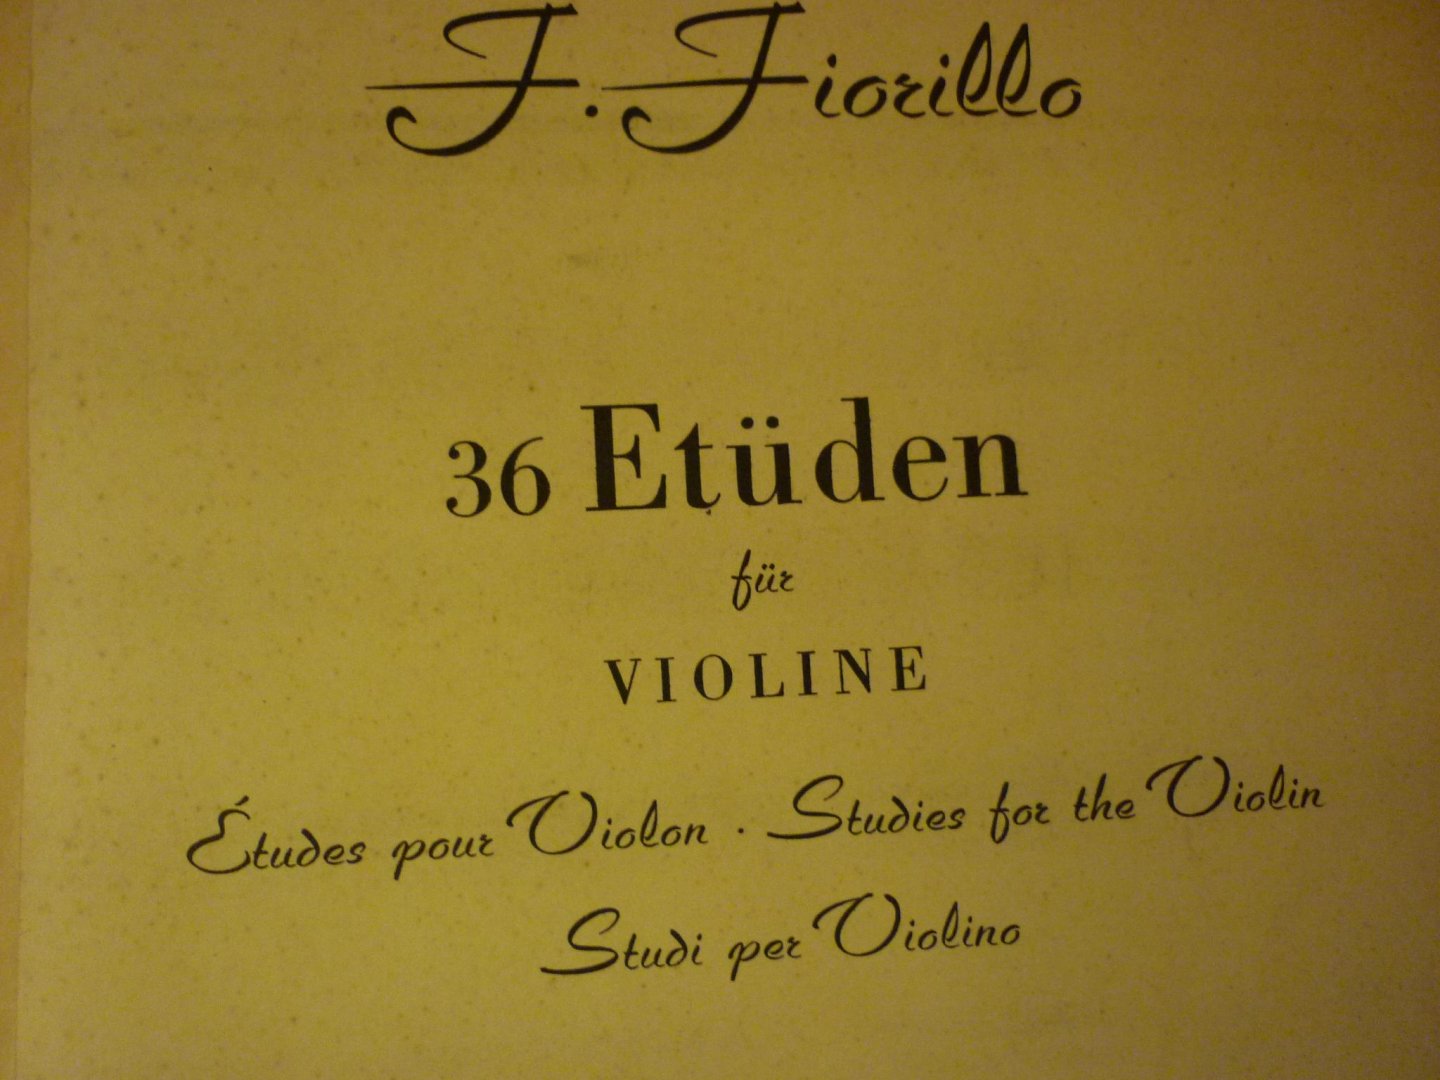 F. Fiorillo
36 Etüden
für
VIOLINE
Études pour Violon · Studies for the Violin
Studi per Violino